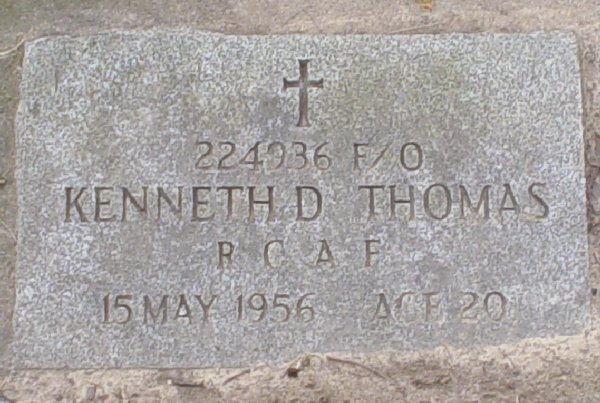 224936 F/O
KENNETH D THOMAS
R C A F
15 MAY 1956 AGE 20